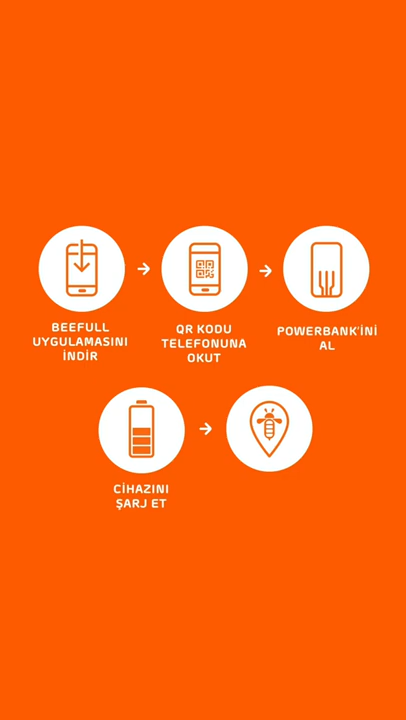 BEEFULL
UYGULAMASINI
İNDİR
QR KODU
TELEFONUNA
OKUT
POWERBANK'İNİ
AL
CİHAZINI
ŞARJ ET